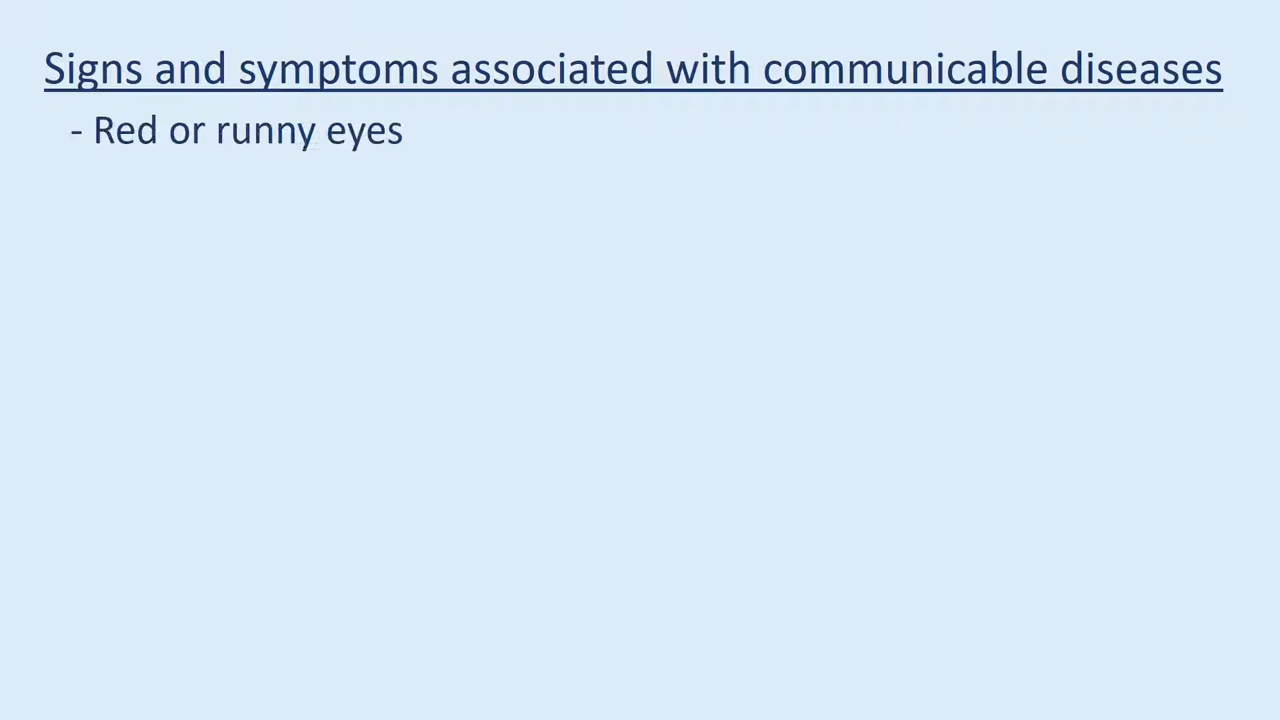 Signs and symptoms associated with communicable diseases
- Red or runny eyes